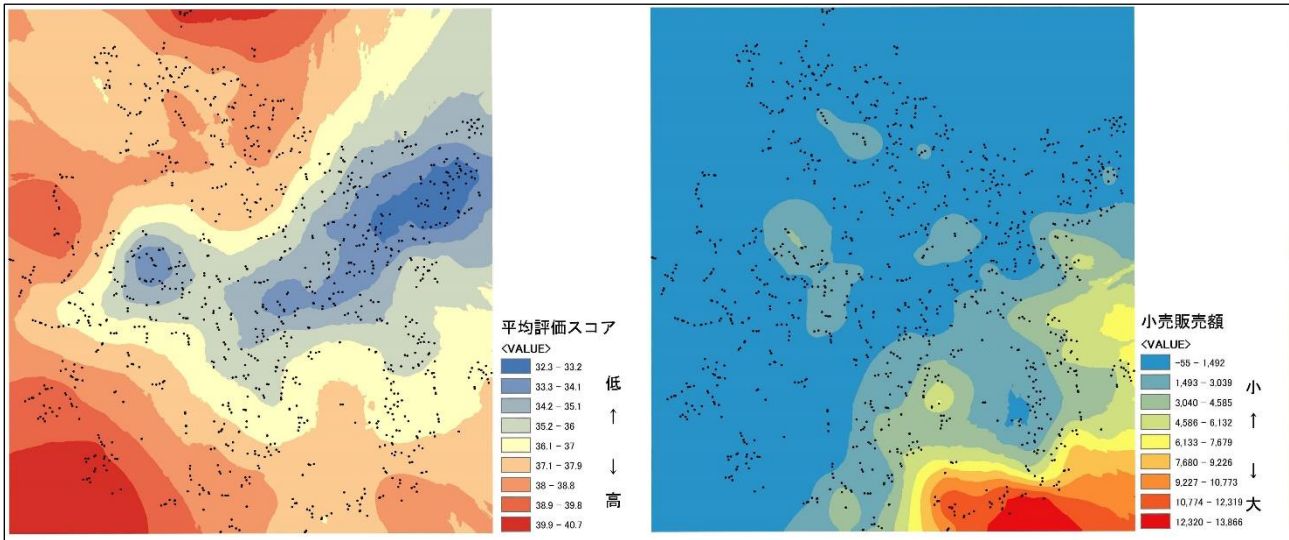 平均評価スコア
<VALUE>
32.3 – 33.2
33.3 – 34.1
34.2 – 35.1
35.2 – 36
36.1 – 37
37.1 – 37.9
38 – 38.8
38.9 – 39.8
39.9 – 40.7
低
↑
↓
高
小売販売額
<VALUE>
-55 – 1,492
1,493 – 3,039
3,040 – 4,585
4,586 – 6,132
6,133 – 7,679
7,680 – 9,226
9,227 – 10,773
10,774 – 12,319
12,320 – 13,866
小
↑
↓
大